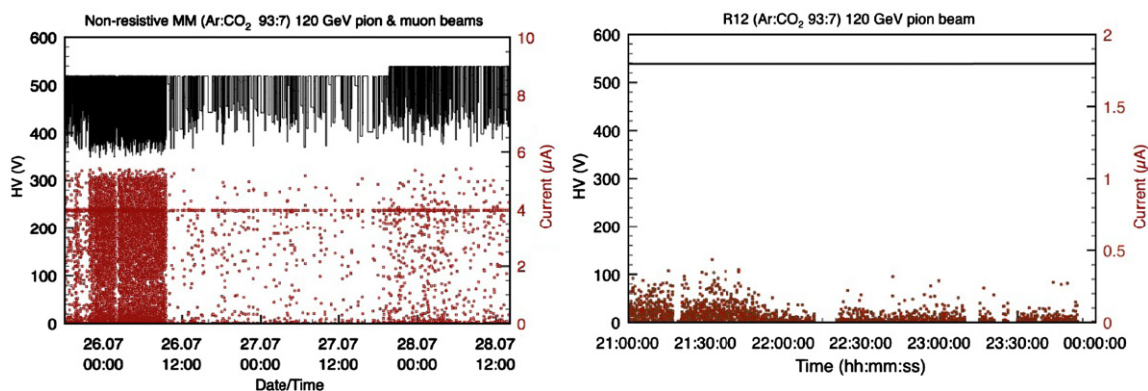 Non-resistive MM (Ar:CO₂ 93:7) 120 GeV pion & muon beams
600
500
400
300
200
100
0
HV (V)
10
8
6
4
2
0
Current (µA)
26.07 26.07 27.07 27.07 28.07 28.07
00:00 12:00 00:00 12:00 00:00 12:00
Date/Time
R12 (Ar:CO₂ 93:7) 120 GeV pion beam
600
500
400
300
200
100
0
HV (V)
2
1.5
1
0.5
0
Current (µA)
21:00:00 21:30:00 22:00:00 22:30:00 23:00:00 23:30:00 00:00:00
Time (hh:mm:ss)